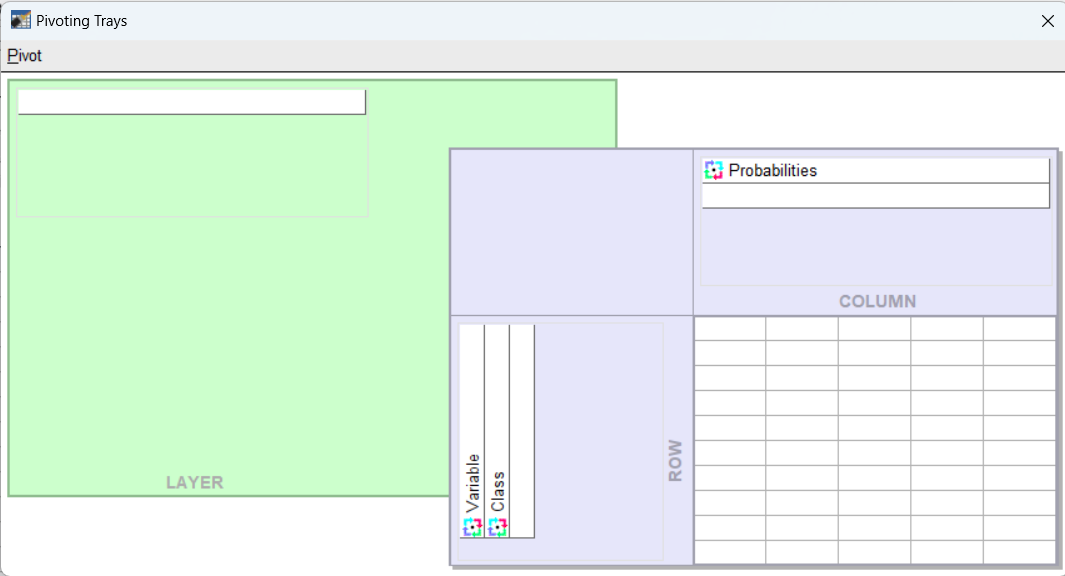 Pivoting Trays
Pivot
Probabilities
COLUMN
Variable
Class
ROW
LAYER